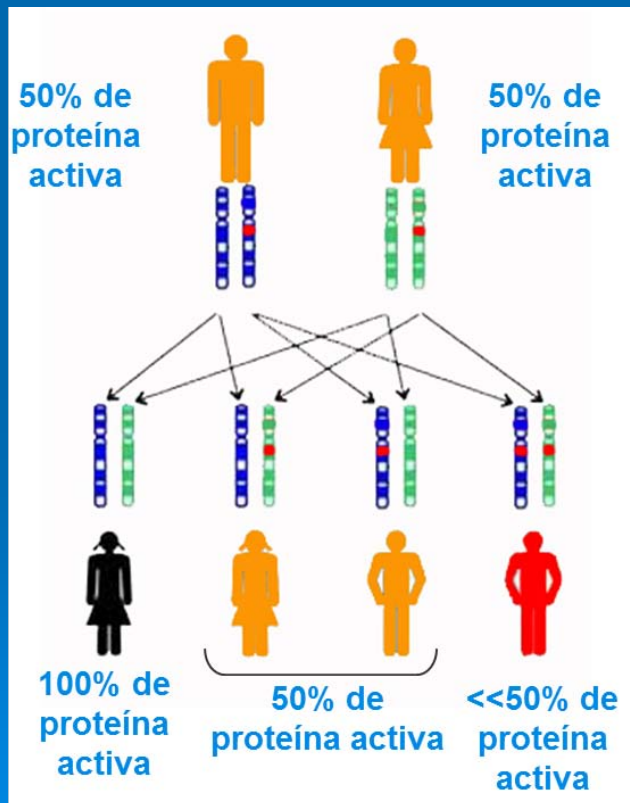 50% de
proteína
activa
50% de
proteína
activa
100% de
proteína
activa
50% de
proteína activa
<<50% de
proteína
activa